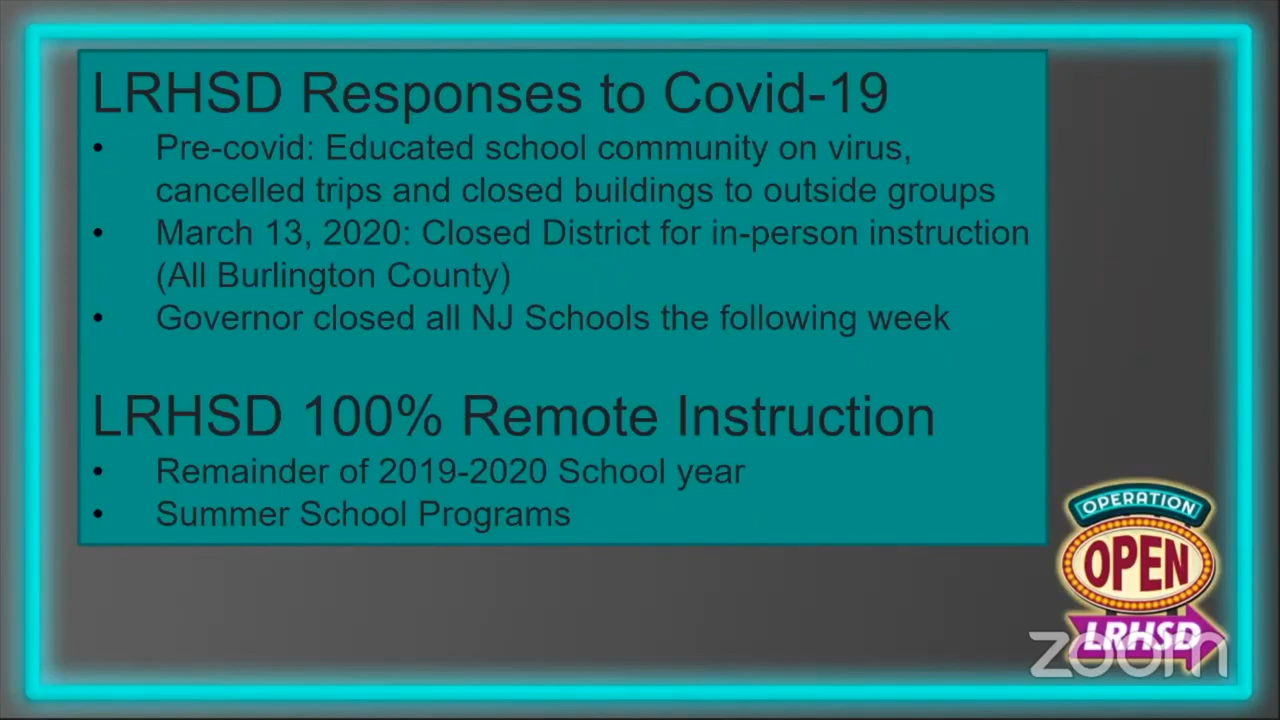 LRHSD Responses to Covid-19
• Pre-covid: Educated school community on virus,
cancelled trips and closed buildings to outside groups
• March 13, 2020: Closed District for in-person instruction
(All Burlington County)
• Governor closed all NJ Schools the following week
LRHSD 100% Remote Instruction
• Remainder of 2019-2020 School year
• Summer School Programs
OPERATION
OPEN
LRHSD
zoom